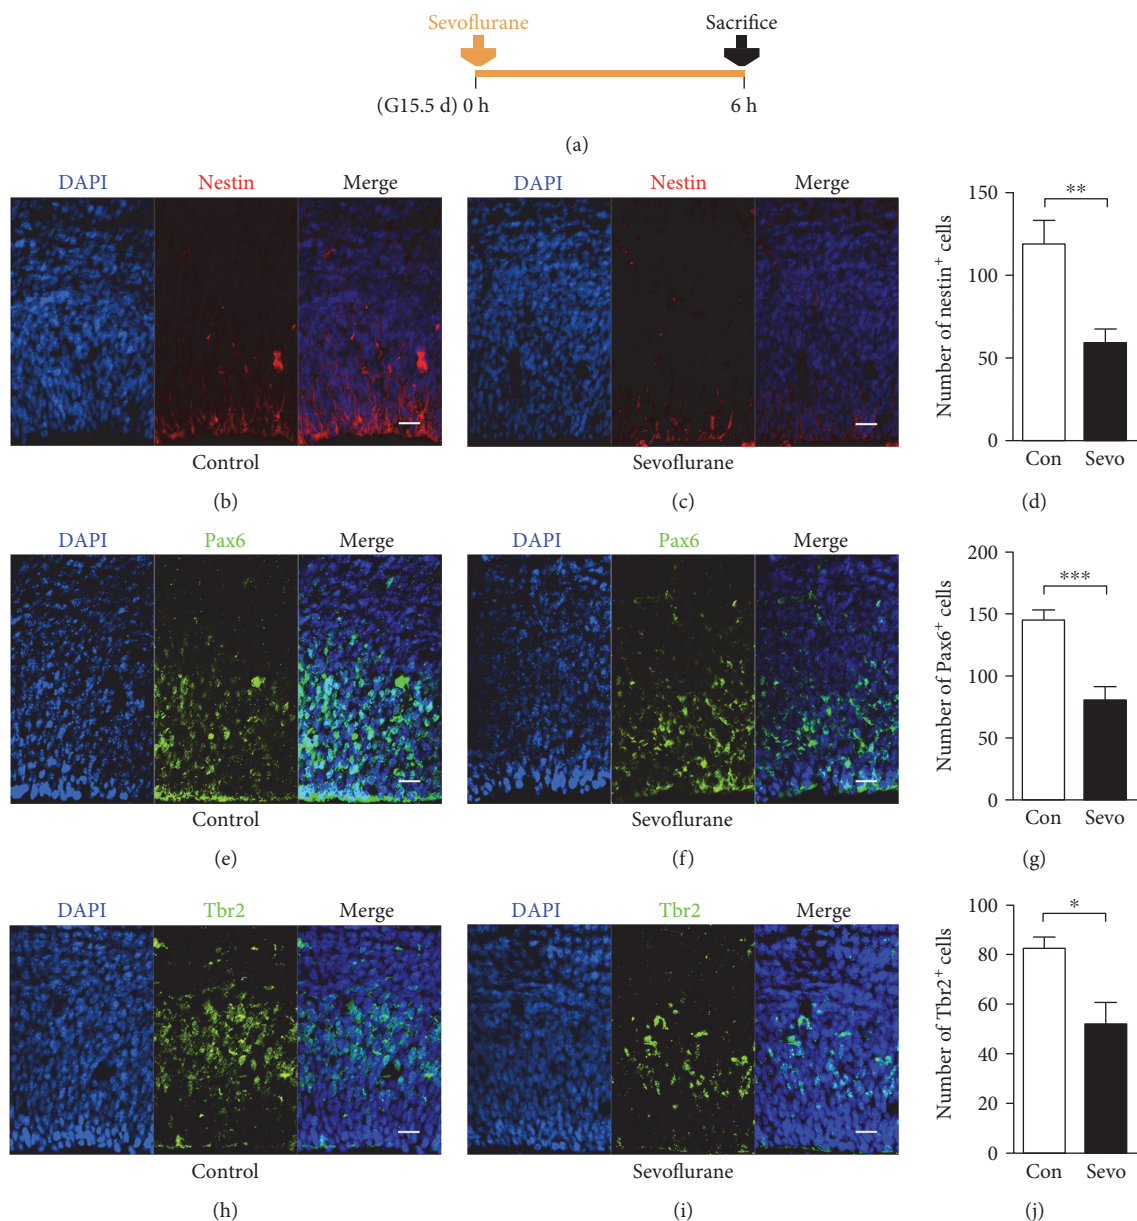 Sevoflurane Sacrifice
(G15.5 d) 0 h 6 h
(a)
DAPI Nestin Merge
Control
(b)
DAPI Nestin Merge
Sevoflurane
(c)
Number of nestin⁺ cells
150
100
50
0
**
Con Sevo
(d)
DAPI Pax6 Merge
Control
(e)
DAPI Pax6 Merge
Sevoflurane
(f)
Number of Pax6⁺ cells
200
150
100
50
0
***
Con Sevo
(g)
DAPI Tbr2 Merge
Control
(h)
DAPI Tbr2 Merge
Sevoflurane
(i)
Number of Tbr2⁺ cells
100
80
60
40
20
0
*
Con Sevo
(j)